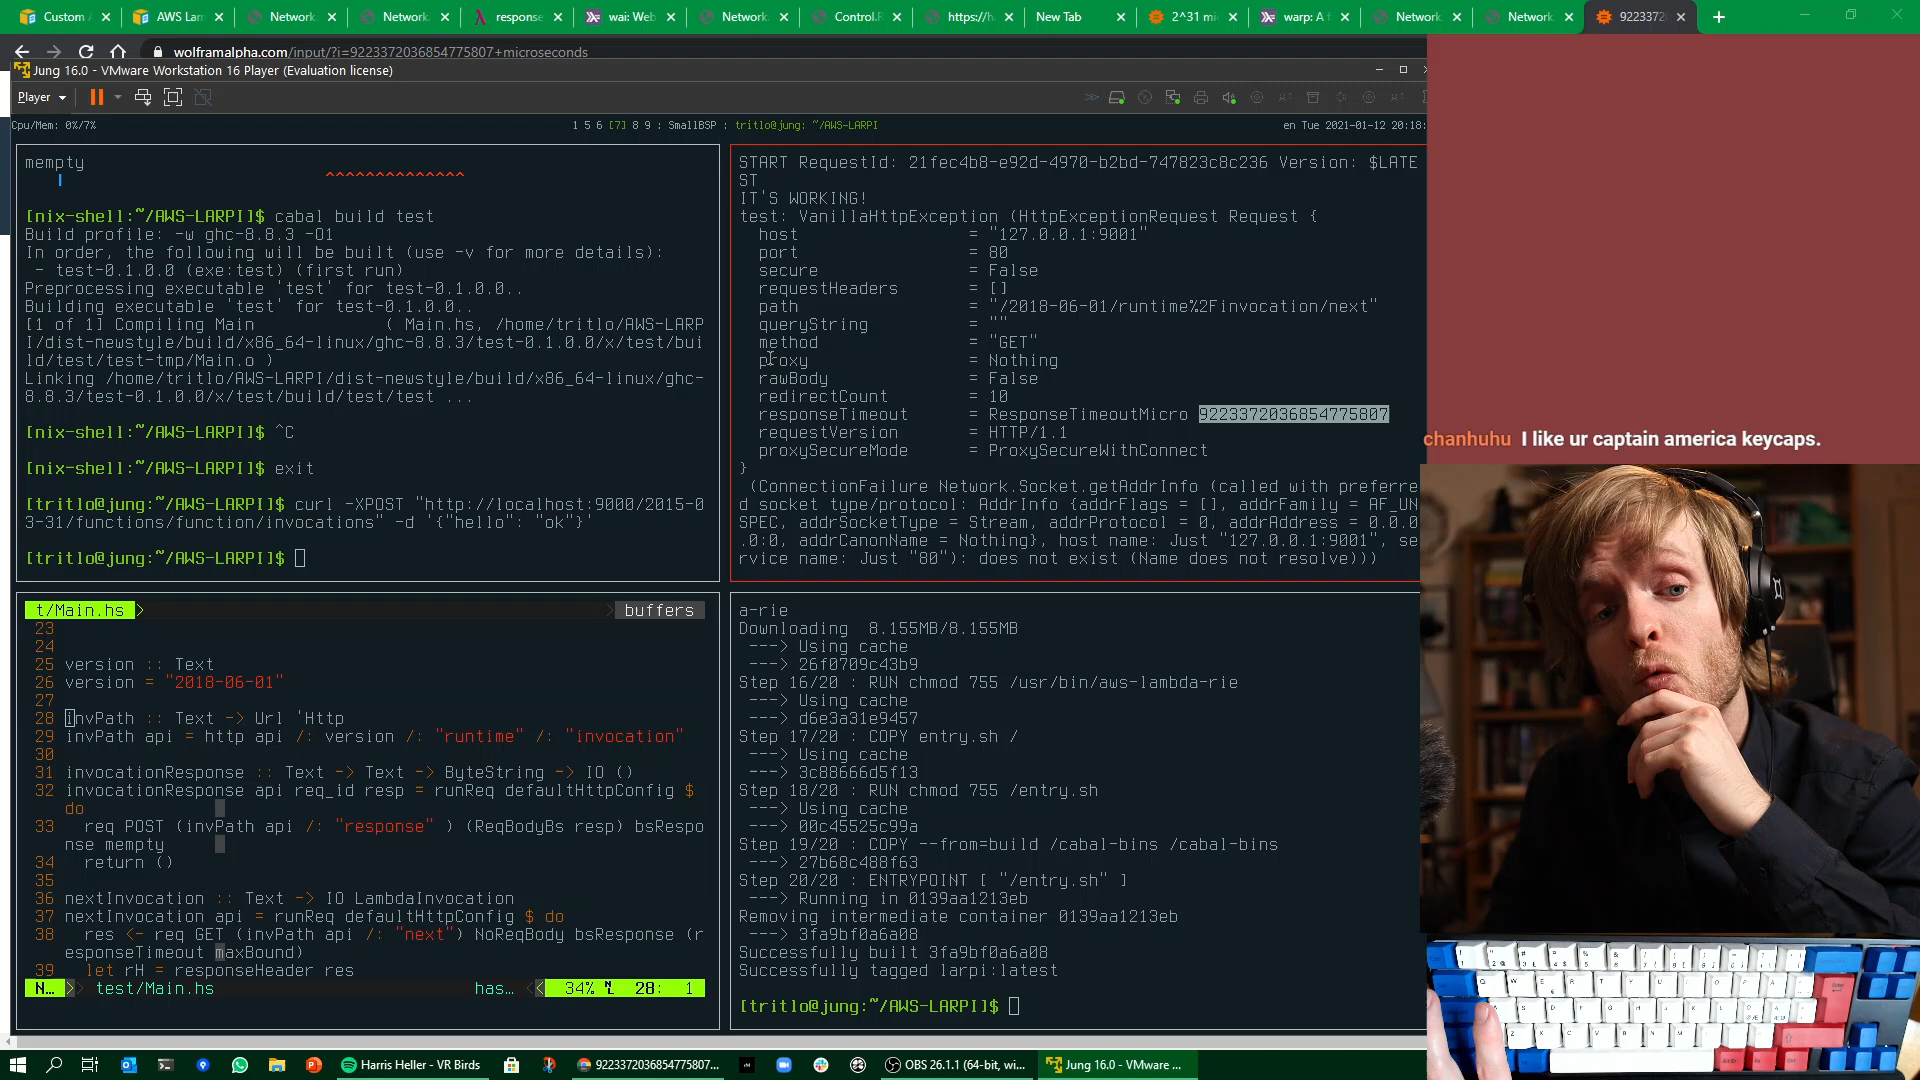 Custom A
AWS Lam
Network.
Network.
response
wai: Web
Network.
Control.F
https://ha
New Tab
2^31 mi
warp: A f
Network.
Network.
9223372
wolframalpha.com/input/?i=9223372036854775807+microseconds
Jung 16.0 - VMware Workstation 16 Player (Evaluation license)
Player
Cpu/Mem: 0%/7%
1 5 6 [7] 8 9 : SmallBSP : tritlo@jung: ~/AWS-LARPI
en Tue 2021-01-12 20:18:
mempty
^^^^^^^^^^^^^^
[nix-shell:~/AWS-LARPI]$ cabal build test
Build profile: -w ghc-8.8.3 -O1
In order, the following will be built (use -v for more details):
- test-0.1.0.0 (exe:test) (first run)
Preprocessing executable 'test' for test-0.1.0.0..
Building executable 'test' for test-0.1.0.0..
[1 of 1] Compiling Main ( Main.hs, /home/tritlo/AWS-LARP
I/dist-newstyle/build/x86_64-linux/ghc-8.8.3/test-0.1.0.0/x/test/bui
ld/test/test-tmp/Main.o )
Linking /home/tritlo/AWS-LARPI/dist-newstyle/build/x86_64-linux/ghc-
8.8.3/test-0.1.0.0/x/test/build/test/test ...
[nix-shell:~/AWS-LARPI]$ ^C
[nix-shell:~/AWS-LARPI]$ exit
[tritlo@jung:~/AWS-LARPI]$ curl -XPOST "http://localhost:9000/2015-0
3-31/functions/function/invocations" -d '{"hello": "ok"}'
[tritlo@jung:~/AWS-LARPI]$
START RequestId: 21fec4b8-e92d-4970-b2bd-747823c8c236 Version: $LATE
ST
IT'S WORKING!
test: VanillaHttpException (HttpExceptionRequest Request {
host = "127.0.0.1:9001"
port = 80
secure = False
requestHeaders = []
path = "/2018-06-01/runtime%2Finvocation/next"
queryString = ""
method = "GET"
proxy = Nothing
rawBody = False
redirectCount = 10
responseTimeout = ResponseTimeoutMicro 9223372036854775807
requestVersion = HTTP/1.1
proxySecureMode = ProxySecureWithConnect
}
(ConnectionFailure Network.Socket.getAddrInfo (called with preferre
d socket type/protocol: AddrInfo {addrFlags = [], addrFamily = AF_UN
SPEC, addrSocketType = Stream, addrProtocol = 0, addrAddress = 0.0.0
.0:0, addrCanonName = Nothing}, host name: Just "127.0.0.1:9001", se
rvice name: Just "80"): does not exist (Name does not resolve)))
chanhuhu I like ur captain america keycaps.
t/Main.hs
buffers
23
24
25 version :: Text
26 version = "2018-06-01"
27
28 invPath :: Text -> Url 'Http
29 invPath api = http api /: version /: "runtime" /: "invocation"
30
31 invocationResponse :: Text -> Text -> ByteString -> IO ()
32 invocationResponse api req_id resp = runReq defaultHttpConfig $
do
33 req POST (invPath api /: "response" ) (ReqBodyBs resp) bsRespo
nse mempty
34 return ()
35
36 nextInvocation :: Text -> IO LambdaInvocation
37 nextInvocation api = runReq defaultHttpConfig $ do
38 res <- req GET (invPath api /: "next") NoReqBody bsResponse (r
esponseTimeout maxBound)
39 let rH = responseHeader res
N… test/Main.hs has… 34% 28: 1
a-rie
Downloading 8.155MB/8.155MB
---> Using cache
---> 26f0709c43b9
Step 16/20 : RUN chmod 755 /usr/bin/aws-lambda-rie
---> Using cache
---> d6e3a31e9457
Step 17/20 : COPY entry.sh /
---> Using cache
---> 3c88666d5f13
Step 18/20 : RUN chmod 755 /entry.sh
---> Using cache
---> 00c45525c99a
Step 19/20 : COPY --from=build /cabal-bins /cabal-bins
---> 27b68c488f63
Step 20/20 : ENTRYPOINT [ "/entry.sh" ]
---> Running in 0139aa1213eb
Removing intermediate container 0139aa1213eb
---> 3fa9bf0a6a08
Successfully built 3fa9bf0a6a08
Successfully tagged larpi:latest
[tritlo@jung:~/AWS-LARPI]$
Harris Heller - VR Birds
9223372036854775807...
OBS 26.1.1 (64-bit, wi...
Jung 16.0 - VMware ...